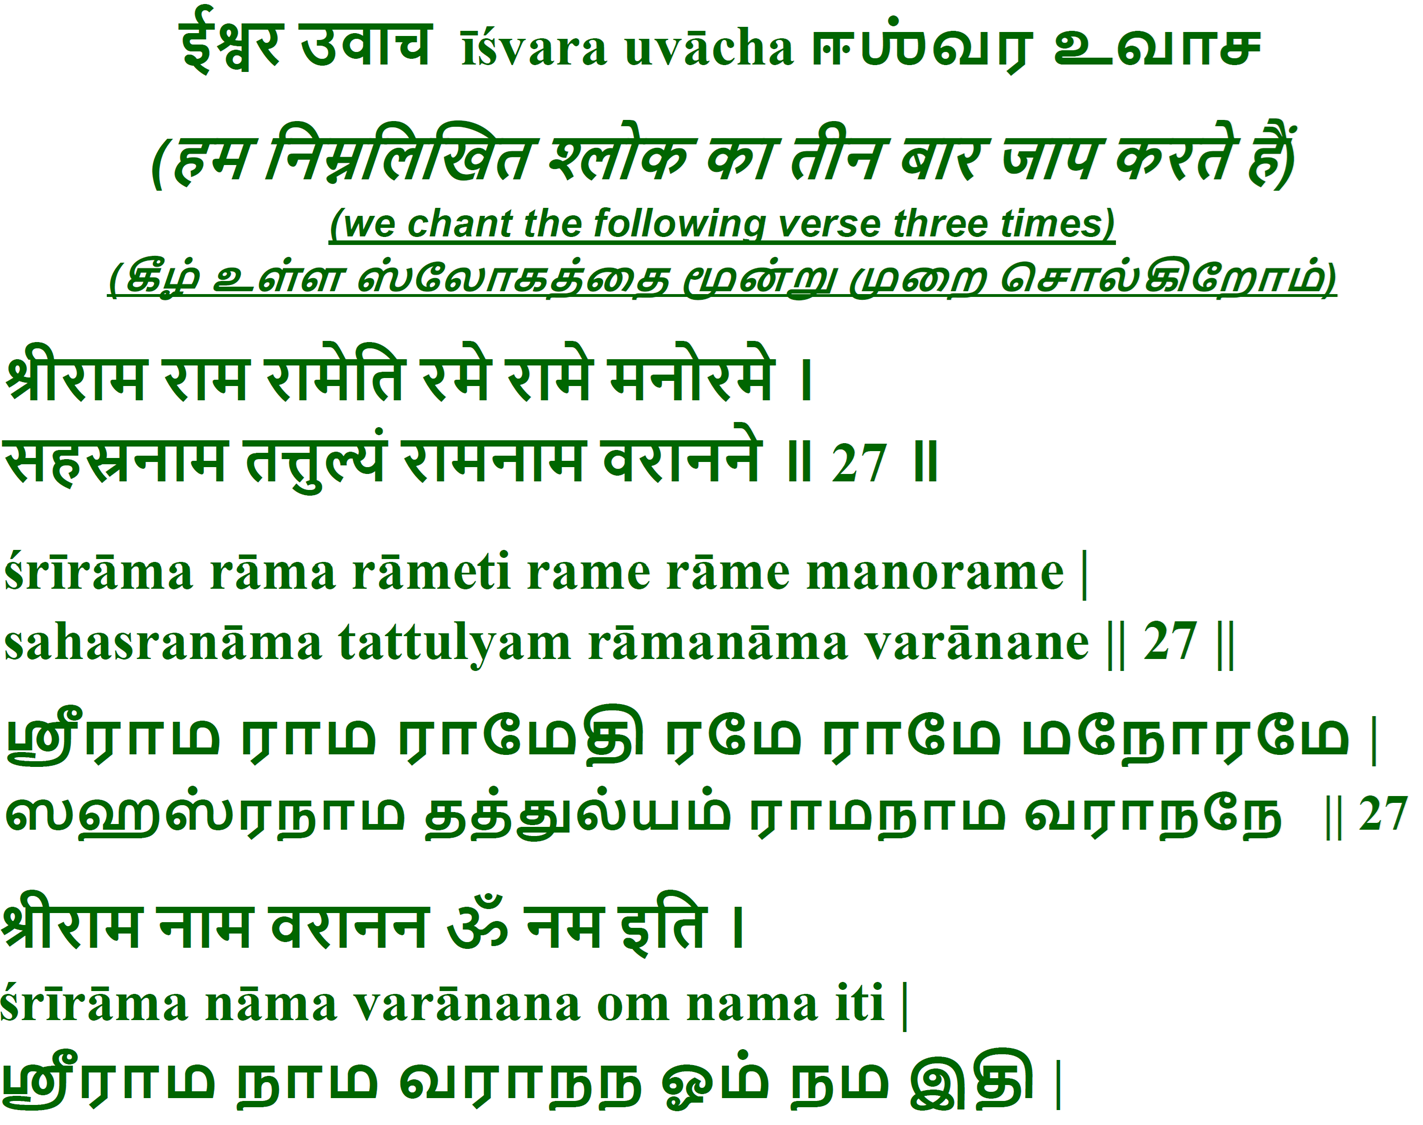 ईश्वर उवाच īśvara uvācha ஈஶ்வர உவாச
(हम निम्नलिखित श्लोक का तीन बार जाप करते हैं)
(we chant the following verse three times)
(கீழ் உள்ள ஸ்லோகத்தை மூன்று முறை சொல்கிறோம்)
श्रीराम राम रामेति रमे रामे मनोरमे ।
सहस्रनाम तत्तुल्यं रामनाम वरानने ॥ 27 ॥
śrīrāma rāma rāmeti rame rāme manorame |
sahasranāma tattulyam rāmanāma varānane || 27 ||
ஶ்ரீராம ராம ராமேதி ரமே ராமே மநோரமே |
ஸஹஸ்ரநாம தத்துல்யம் ராமநாம வராநநே || 27
श्रीराम नाम वरानन ॐ नम इति ।
śrīrāma nāma varānana om nama iti |
ஶ்ரீராம நாம வராநந ஓம் நம இதி |